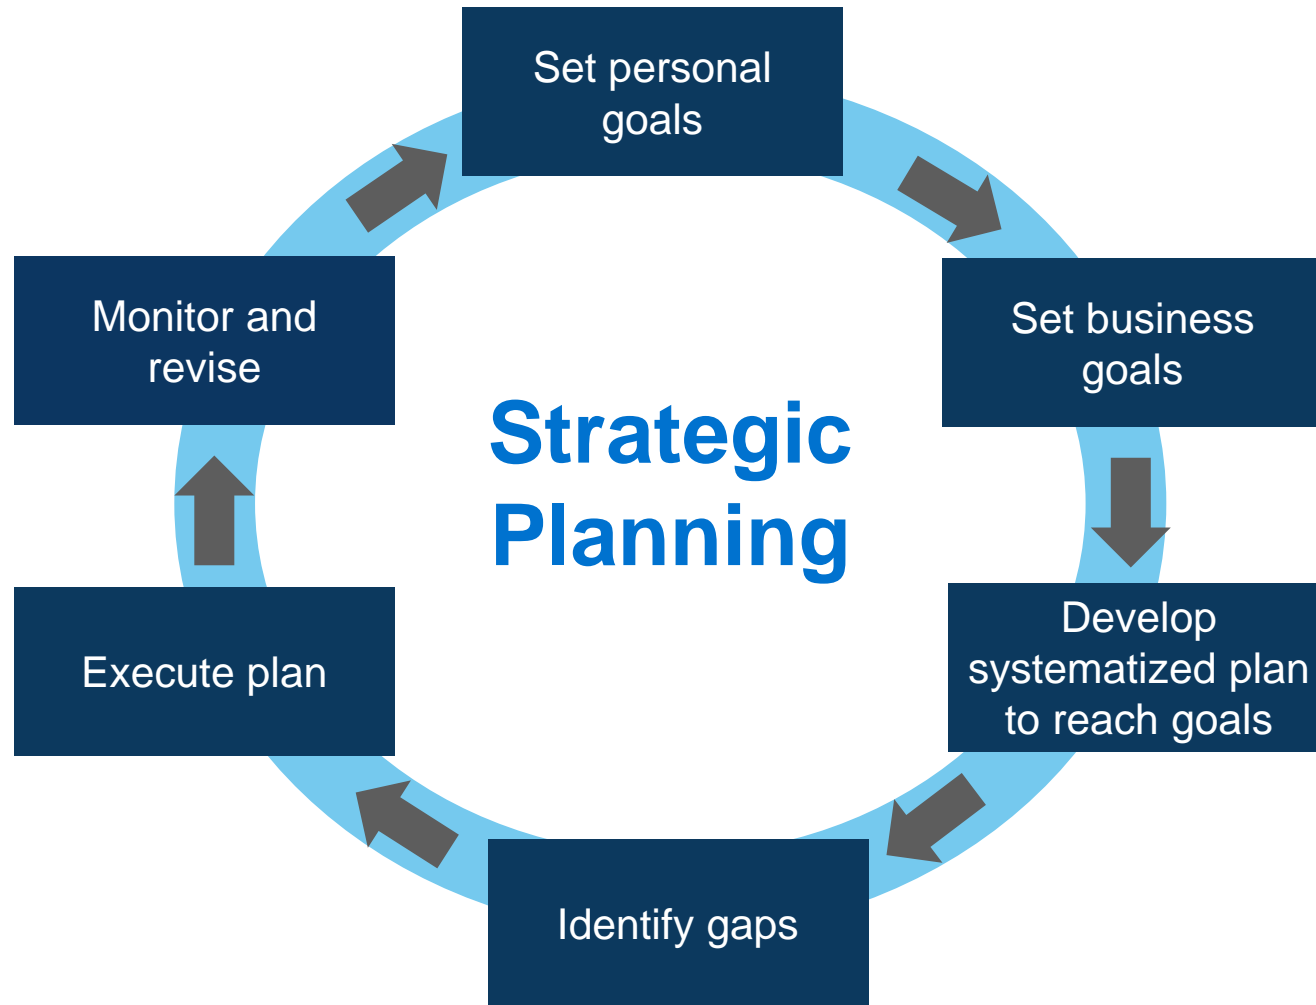 Set personal
goals
Set business
goals
Develop
systematized plan
to reach goals
Identify gaps
Execute plan
Monitor and
revise
Strategic
Planning